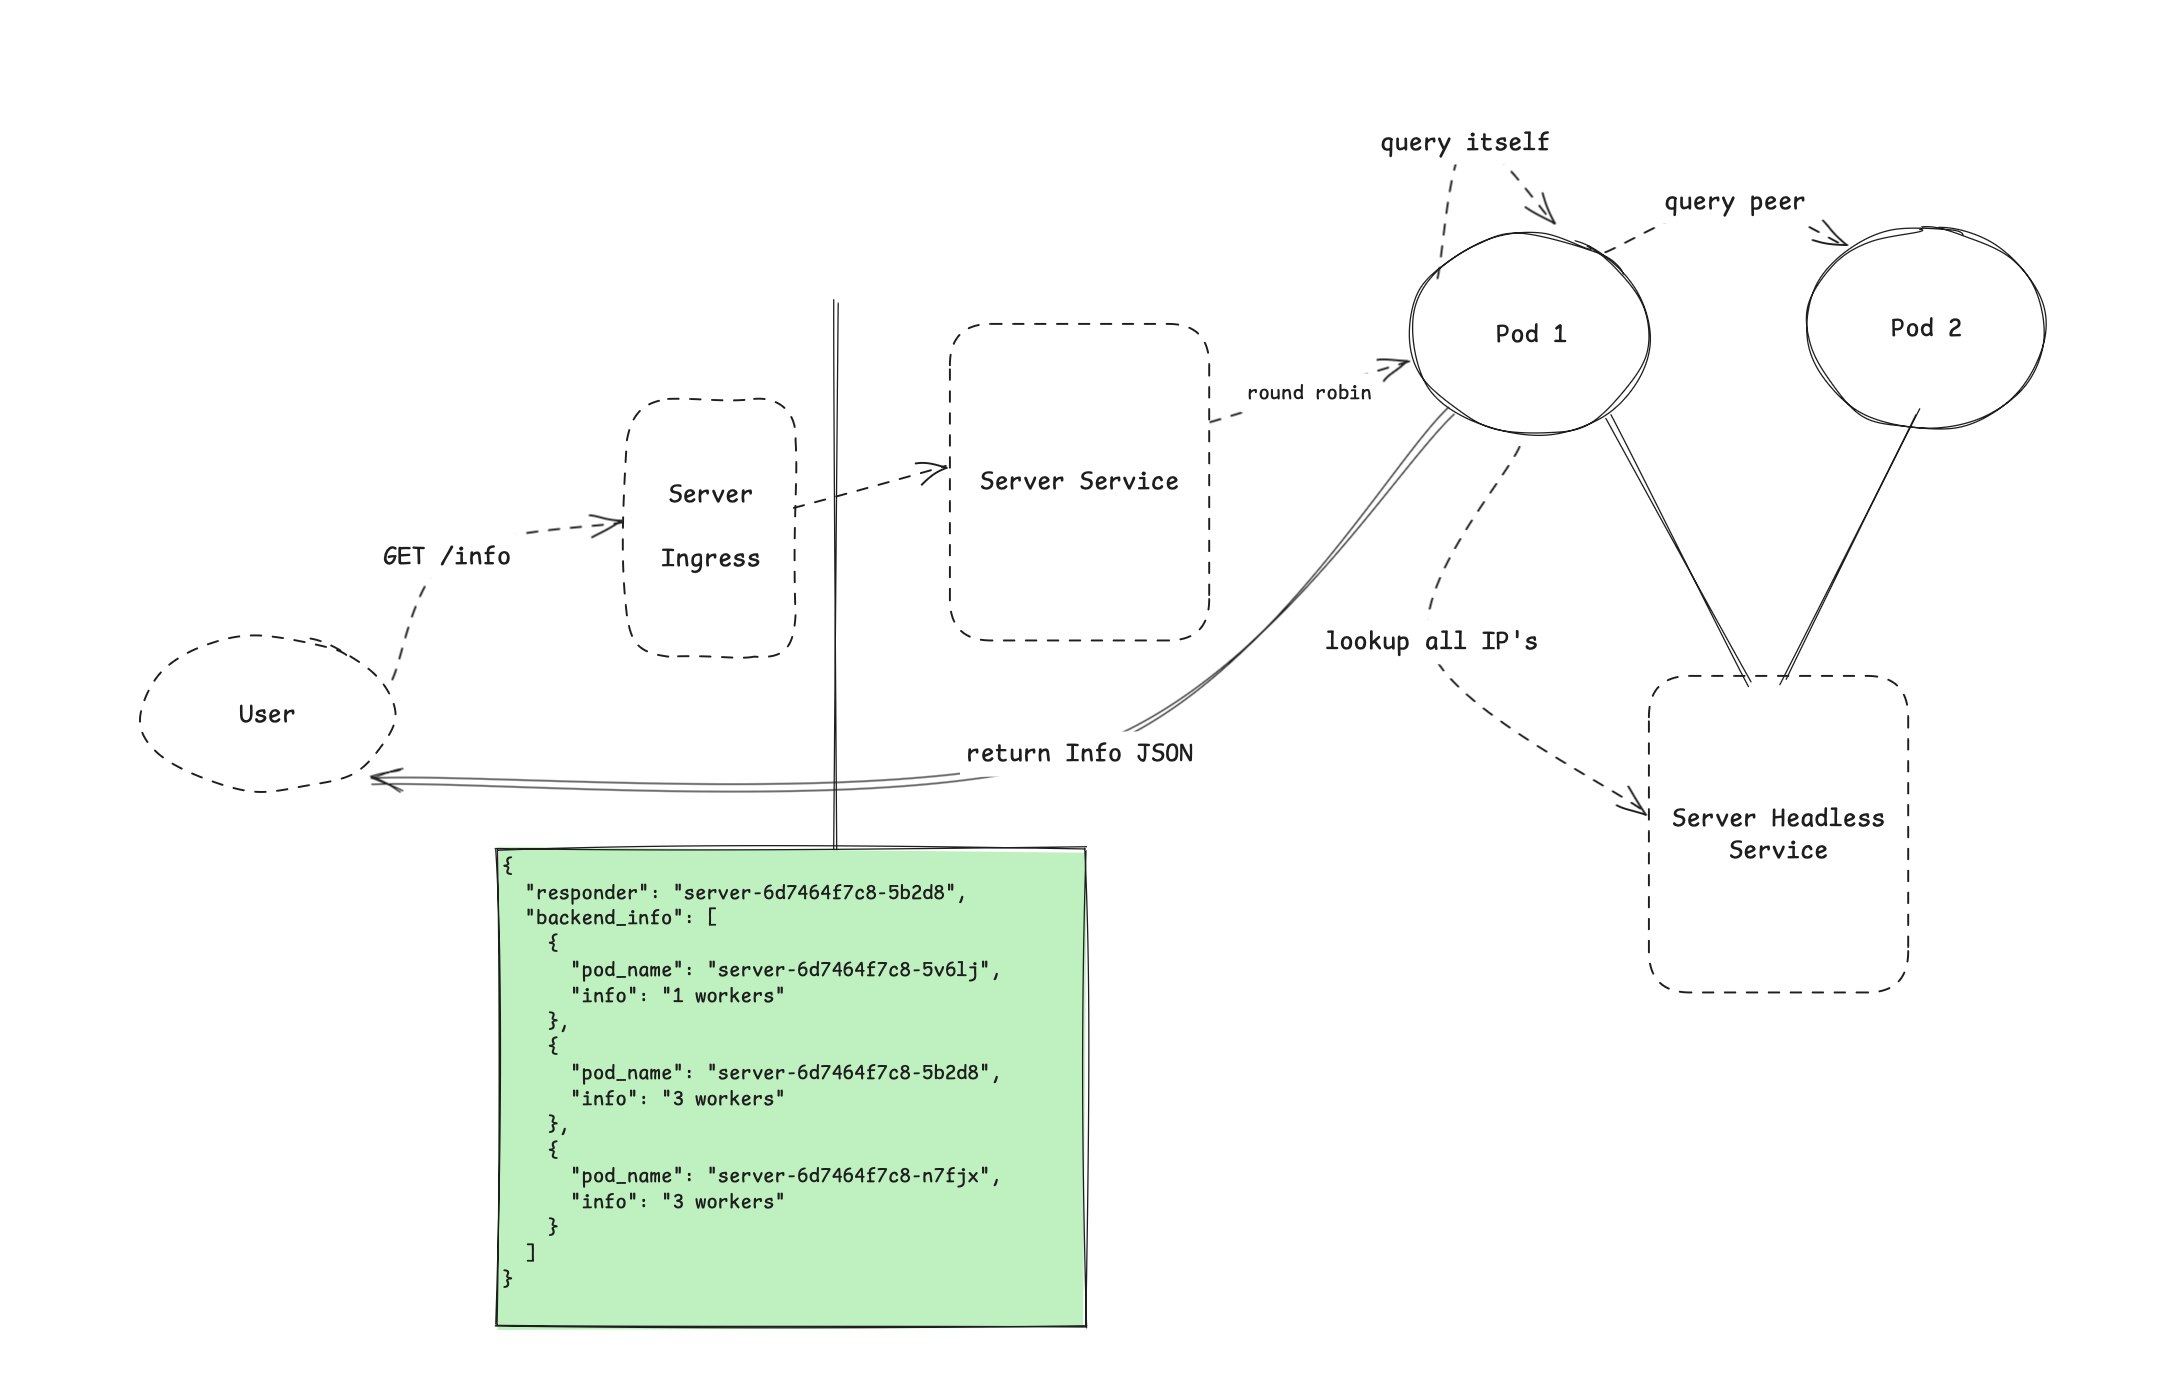 query itself
query peer
Pod 1
Pod 2
round robin
Server
Ingress
Server Service
GET /info
User
lookup all IP's
return Info JSON
Server Headless
Service
{
  "responder": "server-6d7464f7c8-5b2d8",
  "backend_info": [
    {
      "pod_name": "server-6d7464f7c8-5v6lj",
      "info": "1 workers"
    },
    {
      "pod_name": "server-6d7464f7c8-5b2d8",
      "info": "3 workers"
    },
    {
      "pod_name": "server-6d7464f7c8-n7fjx",
      "info": "3 workers"
    }
  ]
}